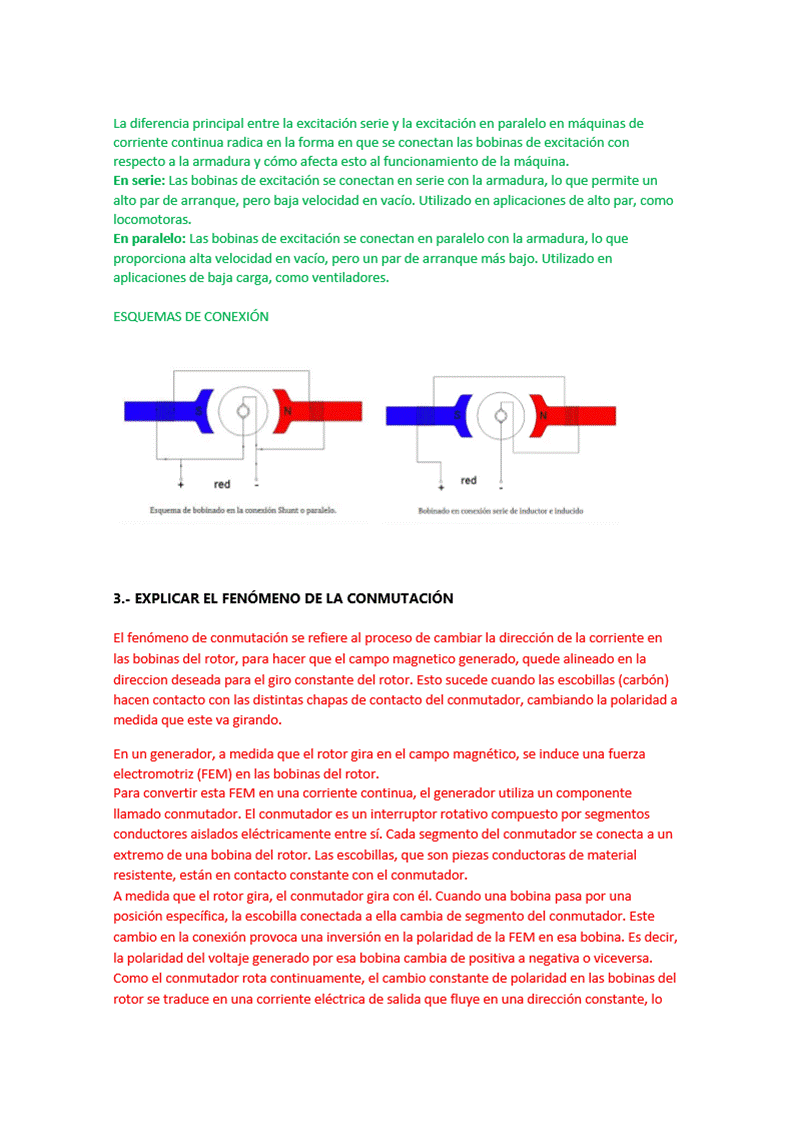 La diferencia principal entre la excitación serie y la excitación en paralelo en máquinas de
corriente continua radica en la forma en que se conectan las bobinas de excitación con
respecto a la armadura y cómo afecta esto al funcionamiento de la máquina.
En serie: Las bobinas de excitación se conectan en serie con la armadura, lo que permite un
alto par de arranque, pero baja velocidad en vacío. Utilizado en aplicaciones de alto par, como
locomotoras.
En paralelo: Las bobinas de excitación se conectan en paralelo con la armadura, lo que
proporciona alta velocidad en vacío, pero un par de arranque más bajo. Utilizado en
aplicaciones de baja carga, como ventiladores.
ESQUEMAS DE CONEXIÓN
S N
+ red -
Esquema de bobinado en la conexión Shunt o paralelo.
S N
+ red -
Bobinado en conexión serie de inductor e inducido
3.- EXPLICAR EL FENÓMENO DE LA CONMUTACIÓN
El fenómeno de conmutación se refiere al proceso de cambiar la dirección de la corriente en
las bobinas del rotor, para hacer que el campo magnetico generado, quede alineado en la
direccion deseada para el giro constante del rotor. Esto sucede cuando las escobillas (carbón)
hacen contacto con las distintas chapas de contacto del conmutador, cambiando la polaridad a
medida que este va girando.
En un generador, a medida que el rotor gira en el campo magnético, se induce una fuerza
electromotriz (FEM) en las bobinas del rotor.
Para convertir esta FEM en una corriente continua, el generador utiliza un componente
llamado conmutador. El conmutador es un interruptor rotativo compuesto por segmentos
conductores aislados eléctricamente entre sí. Cada segmento del conmutador se conecta a un
extremo de una bobina del rotor. Las escobillas, que son piezas conductoras de material
resistente, están en contacto constante con el conmutador.
A medida que el rotor gira, el conmutador gira con él. Cuando una bobina pasa por una
posición específica, la escobilla conectada a ella cambia de segmento del conmutador. Este
cambio en la conexión provoca una inversión en la polaridad de la FEM en esa bobina. Es decir,
la polaridad del voltaje generado por esa bobina cambia de positiva a negativa o viceversa.
Como el conmutador rota continuamente, el cambio constante de polaridad en las bobinas del
rotor se traduce en una corriente eléctrica de salida que fluye en una dirección constante, lo